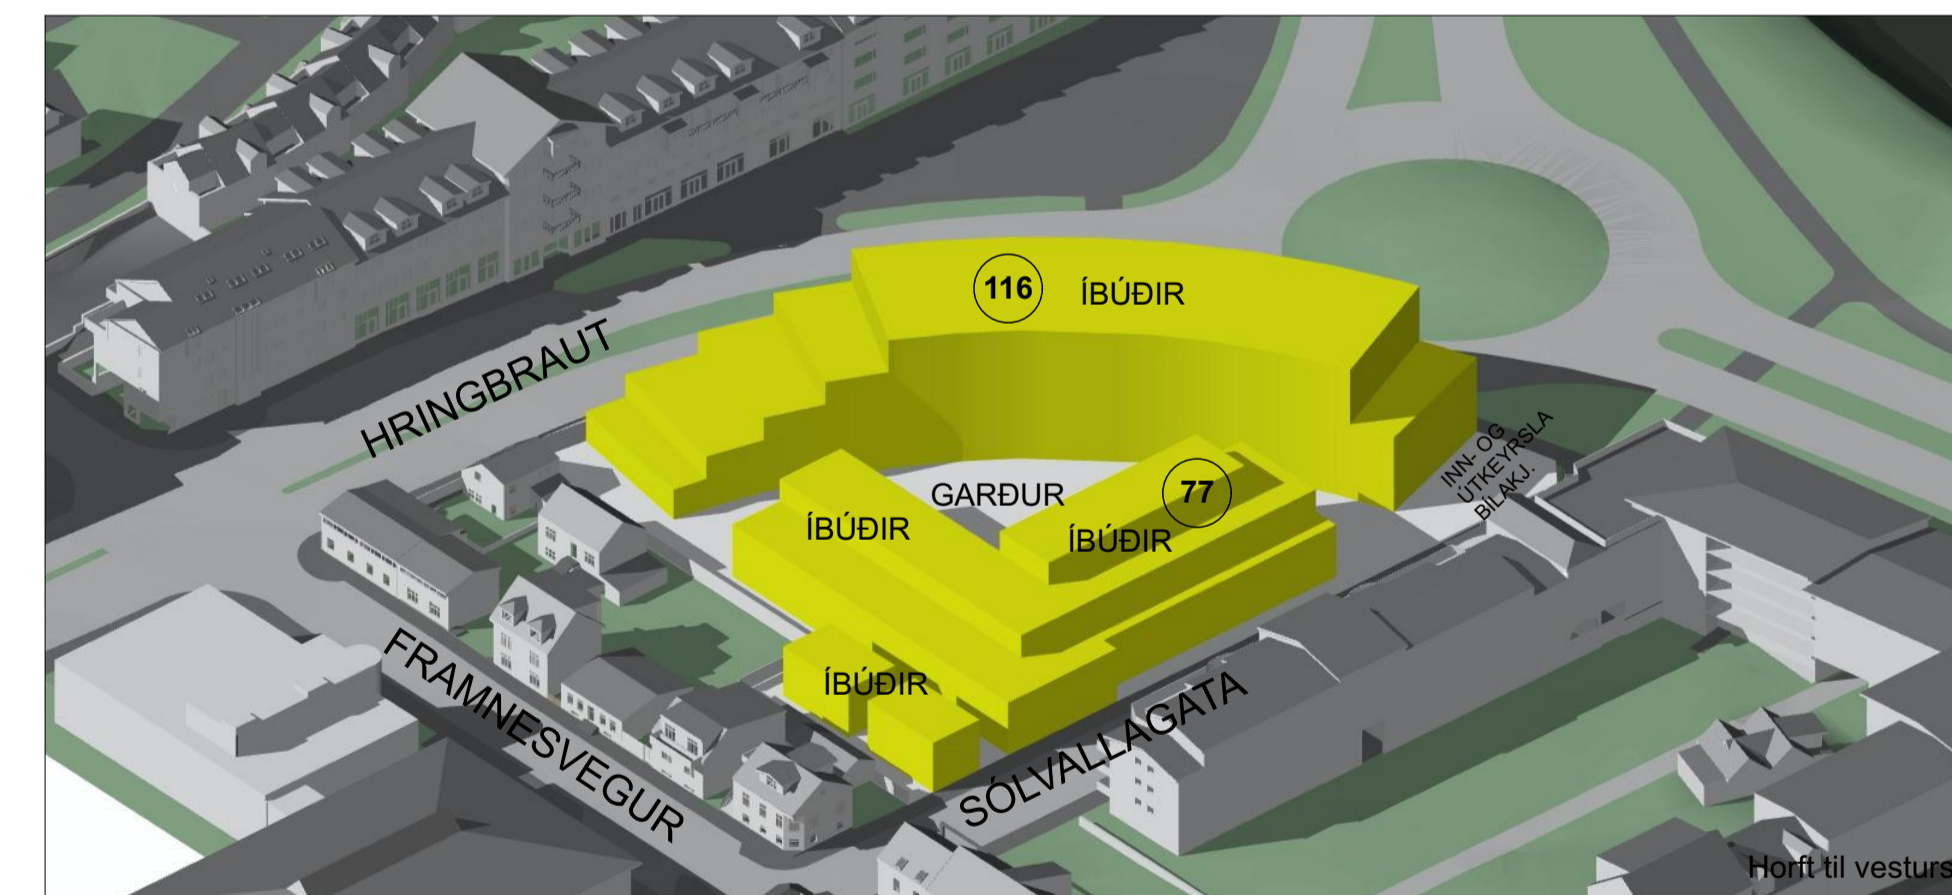 116 ÍBÚÐIR
HRINGBRAUT
INN- OG
ÚTKEYRSLA
BÍLAKJ.
GARÐUR
77
ÍBÚÐIR
ÍBÚÐIR
ÍBÚÐIR
FRAMNESVEGUR
SÓLVALLAGATA
Horft til vesturs